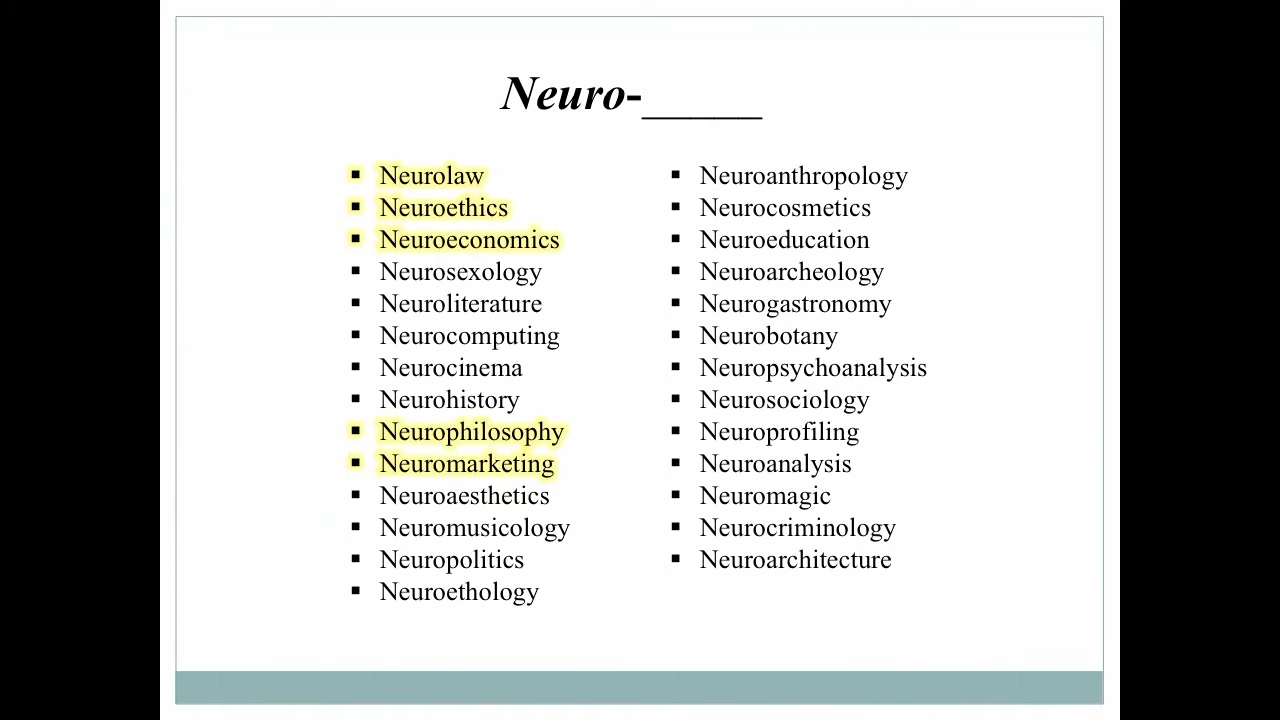 Neuro-_____
▪ Neurolaw
▪ Neuroethics
▪ Neuroeconomics
▪ Neurosexology
▪ Neuroliterature
▪ Neurocomputing
▪ Neurocinema
▪ Neurohistory
▪ Neurophilosophy
▪ Neuromarketing
▪ Neuroaesthetics
▪ Neuromusicology
▪ Neuropolitics
▪ Neuroethology
▪ Neuroanthropology
▪ Neurocosmetics
▪ Neuroeducation
▪ Neuroarcheology
▪ Neurogastronomy
▪ Neurobotany
▪ Neuropsychoanalysis
▪ Neurosociology
▪ Neuroprofiling
▪ Neuroanalysis
▪ Neuromagic
▪ Neurocriminology
▪ Neuroarchitecture